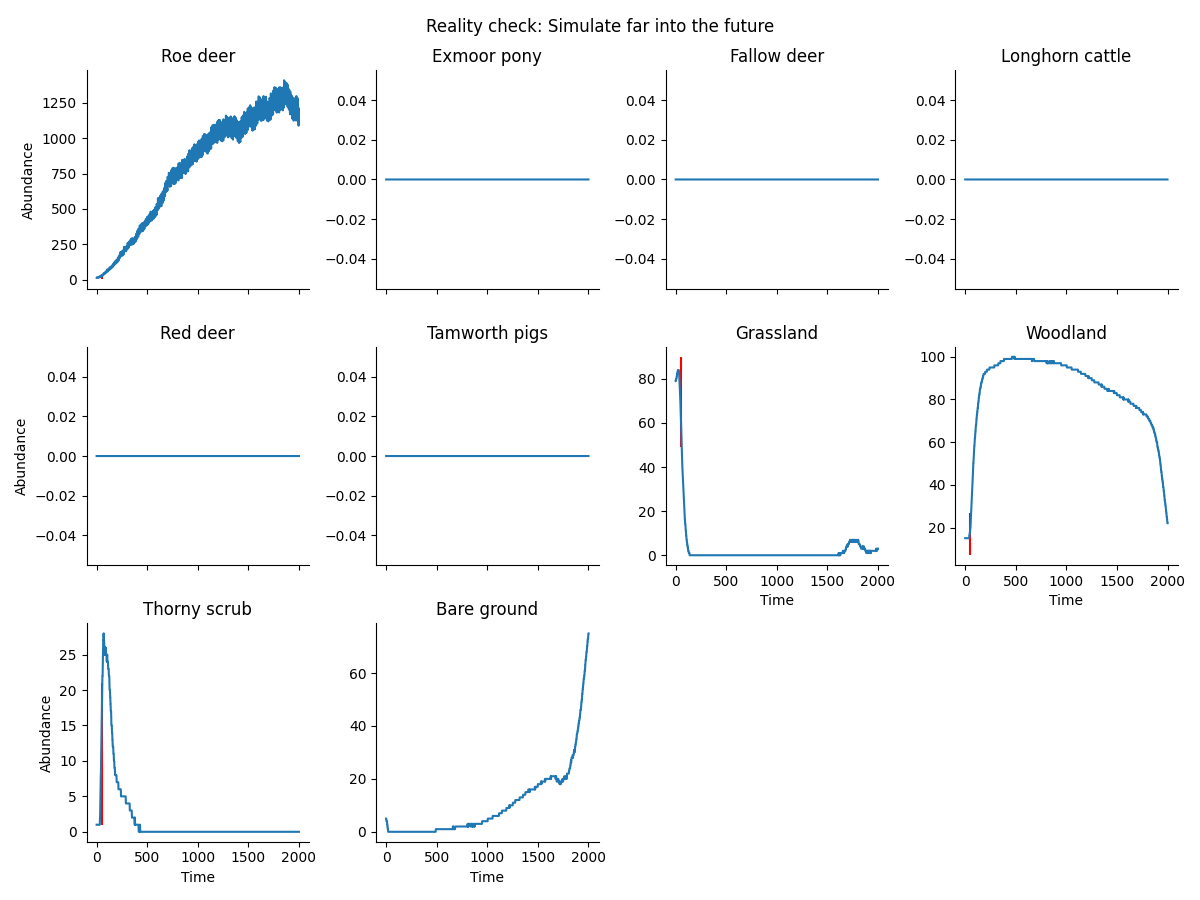 Reality check: Simulate far into the future
Roe deer
Exmoor pony
Fallow deer
Longhorn cattle
Abundance
1250
1000
750
500
250
0
0.04
0.02
0.00
−0.02
−0.04
0.04
0.02
0.00
−0.02
−0.04
0.04
0.02
0.00
−0.02
−0.04
Red deer
Tamworth pigs
Grassland
Woodland
Abundance
0.04
0.02
0.00
−0.02
−0.04
0.04
0.02
0.00
−0.02
−0.04
80
60
40
20
0
0 500 1000 1500 2000
Time
100
80
60
40
20
0 500 1000 1500 2000
Time
Thorny scrub
Bare ground
Abundance
25
20
15
10
5
0
0 500 1000 1500 2000
Time
60
40
20
0
0 500 1000 1500 2000
Time